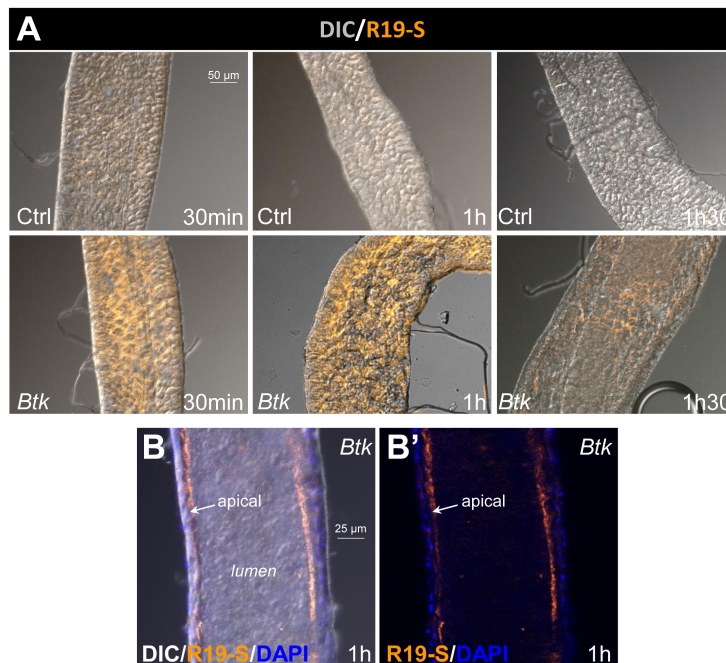 A
DIC/R19-S
50 µm
Ctrl
30min
Ctrl
1h
Ctrl
1h30
Btk
30min
Btk
1h
Btk
1h30
B
Btk
apical
25 µm
lumen
DIC/R19-S/DAPI
1h
B’
Btk
apical
R19-S/DAPI
1h